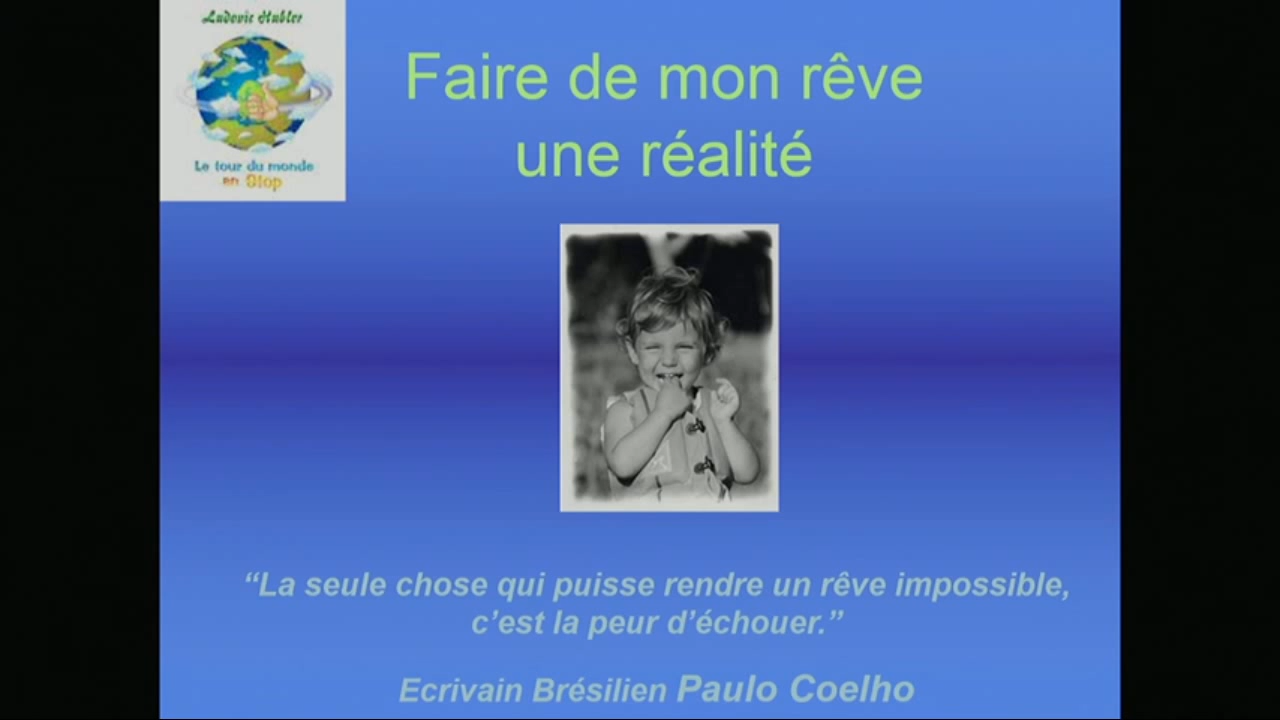 Ludovic Hubler
Le tour du monde
en Stop
Faire de mon rêve
une réalité
“La seule chose qui puisse rendre un rêve impossible,
c’est la peur d’échouer.”
Ecrivain Brésilien Paulo Coelho